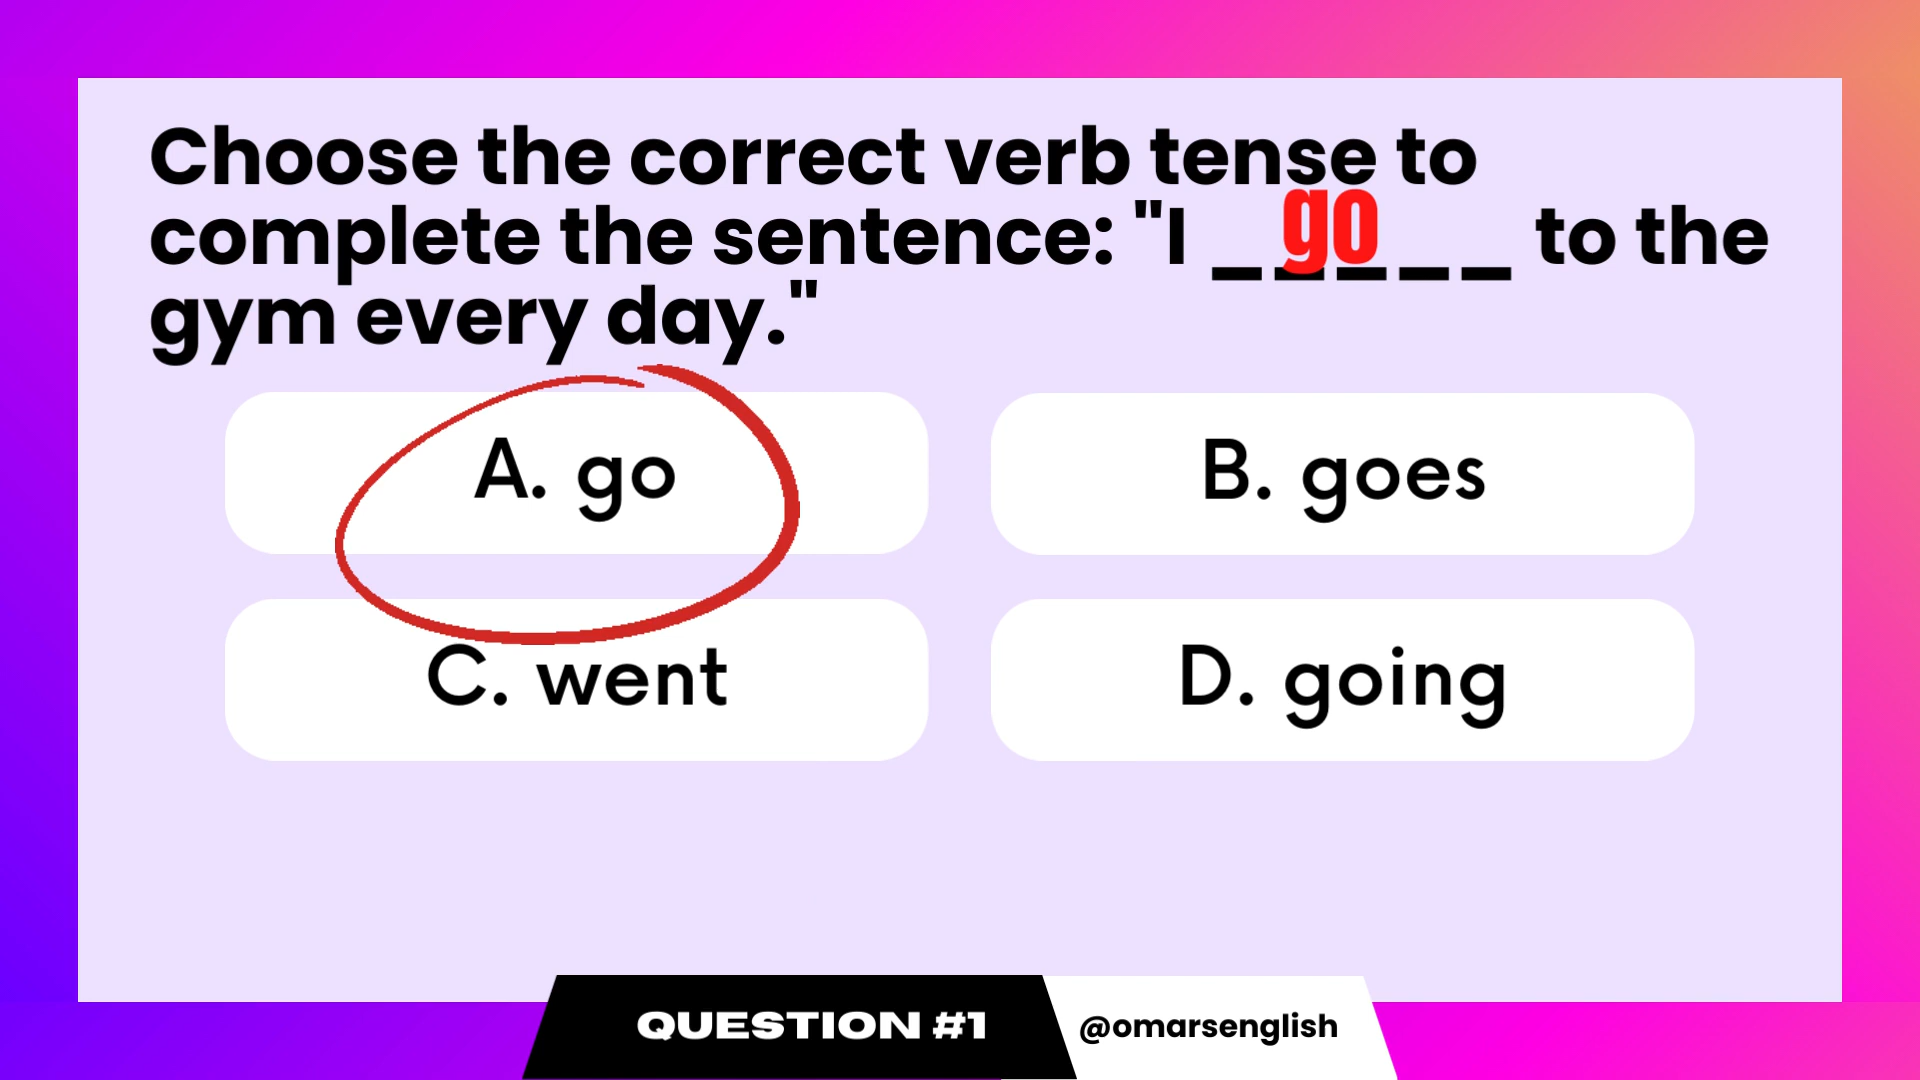 Choose the correct verb tense to
complete the sentence: "I _ go _ _ _ to the
gym every day."
A. go
B. goes
C. went
D. going
QUESTION #1
@omarsenglish